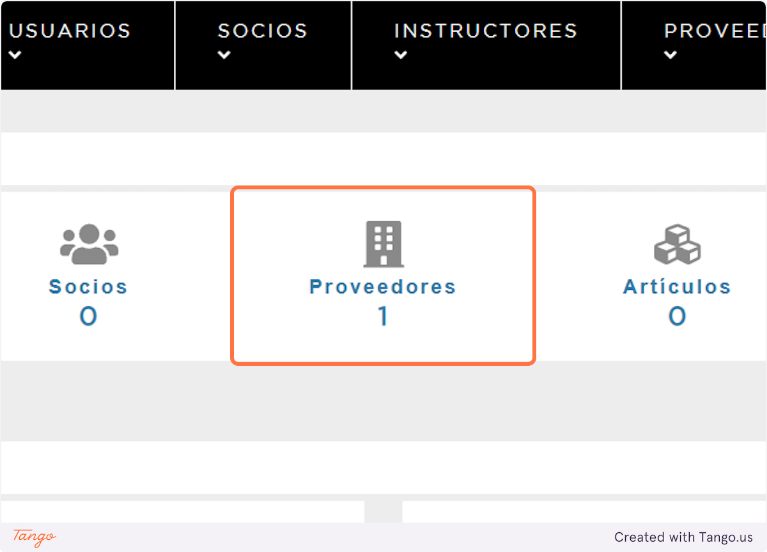 USUARIOS
SOCIOS
INSTRUCTORES
PROVEED
Socios
0
Proveedores
1
Artículos
0
Tango
Created with Tango.us